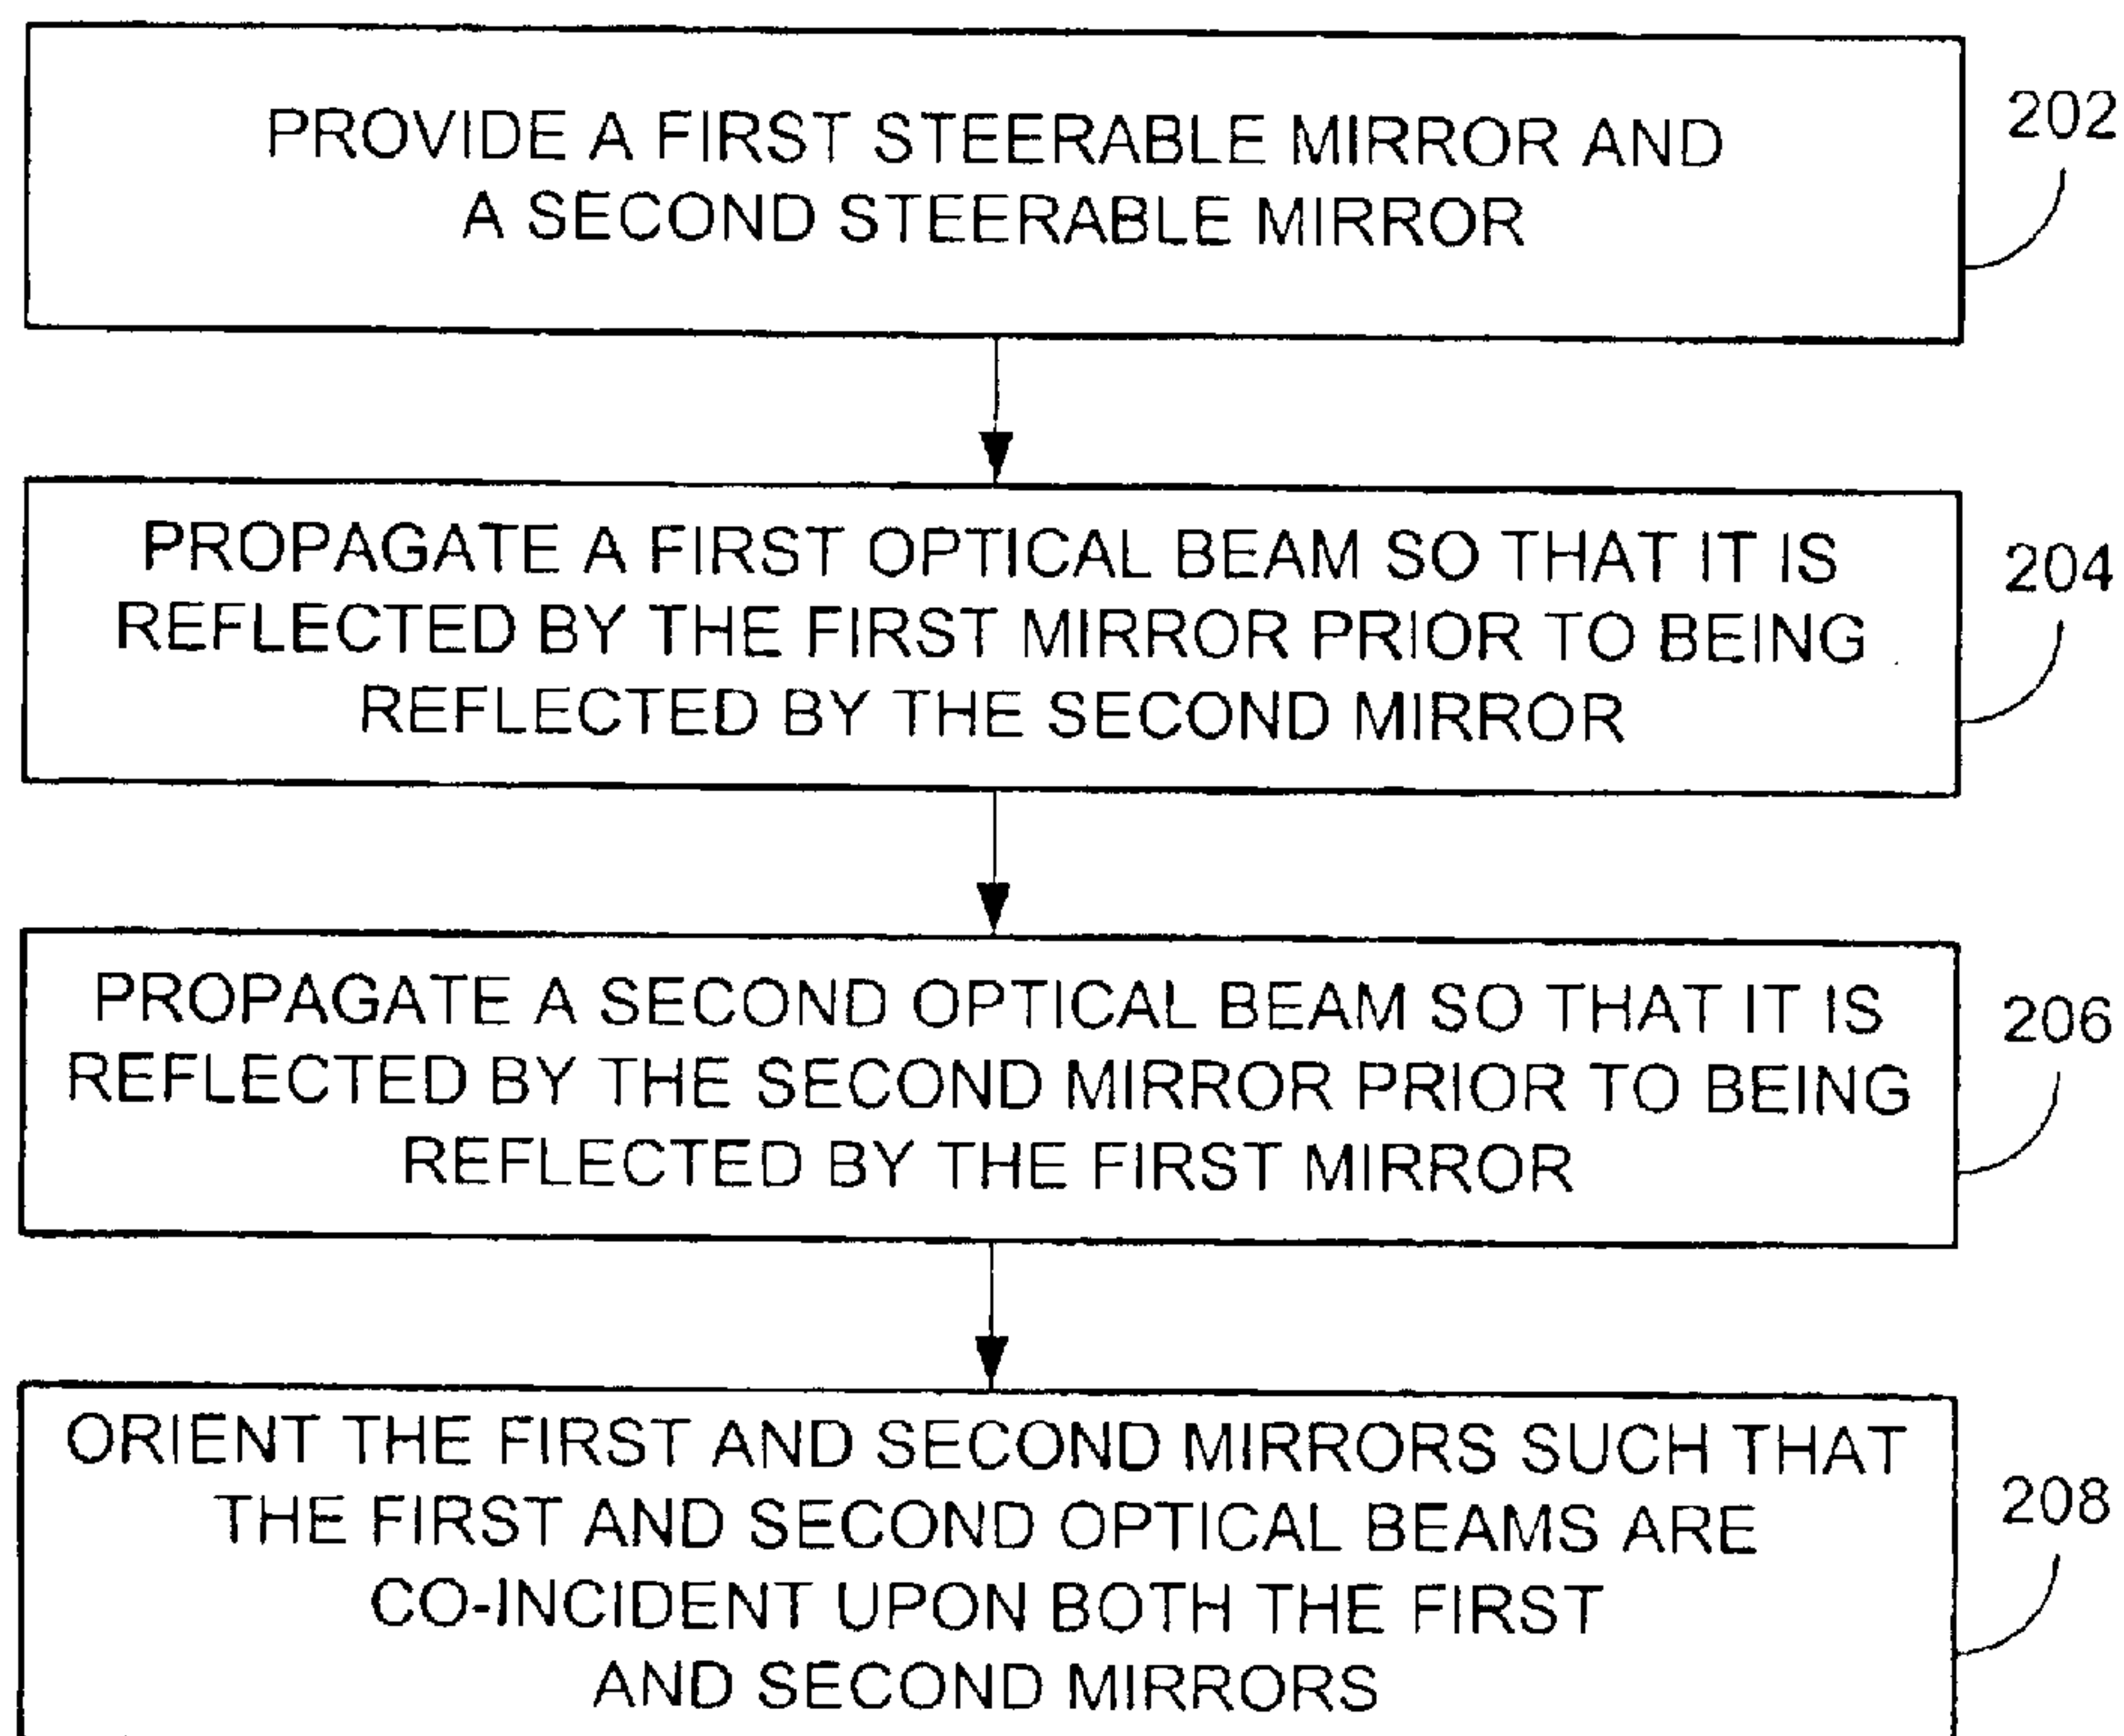 PROVIDE A FIRST STEERABLE MIRROR AND
A SECOND STEERABLE MIRROR
202
PROPAGATE A FIRST OPTICAL BEAM SO THAT IT IS
REFLECTED BY THE FIRST MIRROR PRIOR TO BEING
REFLECTED BY THE SECOND MIRROR
204
PROPAGATE A SECOND OPTICAL BEAM SO THAT IT IS
REFLECTED BY THE SECOND MIRROR PRIOR TO BEING
REFLECTED BY THE FIRST MIRROR
206
ORIENT THE FIRST AND SECOND MIRRORS SUCH THAT
THE FIRST AND SECOND OPTICAL BEAMS ARE
CO-INCIDENT UPON BOTH THE FIRST
AND SECOND MIRRORS
208